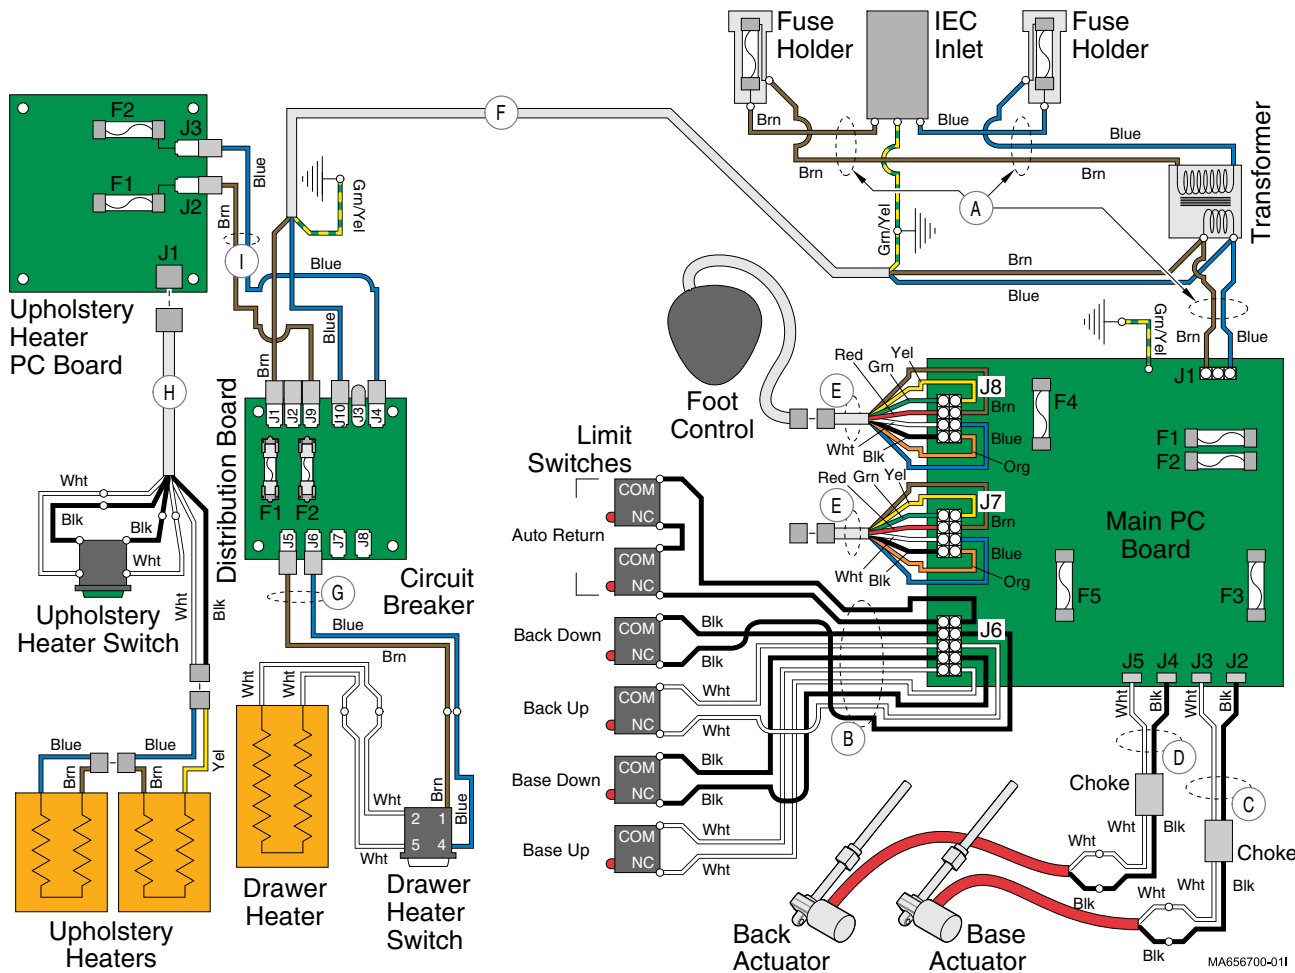 Fuse
Holder
IEC
Inlet
Fuse
Holder
Brn
Blue
Blue
Brn
Brn
Transformer
A
F
F2
J3
F1
J2
J1
Blue
Brn
I
Grn/Yel
Grn/Yel
Brn
Blue
Blue
Blue
Brn
Upholstery
Heater
PC Board
H
Distribution Board
J1
J2
J9
J10
J3
J4
F1
F2
J5
J6
J7
J8
Foot
Control
Grn/Yel
Brn
Blue
J1
Red
Grn
Yel
E
J8
Brn
Blue
Wht
Blk
Org
F4
F1
F2
Limit
Switches
COM
NC
Auto Return
COM
NC
Red
Grn
Yel
E
J7
Brn
Blue
Wht
Blk
Org
Main PC
Board
F5
F3
Wht
Blk
Blk
Wht
Wht
Blk
Upholstery
Heater Switch
G
Circuit
Breaker
Blue
Brn
Back Down
COM
NC
Blk
Blk
J6
J5
J4
J3
J2
Wht
Blk
Wht
Blk
Back Up
COM
NC
Wht
Wht
B
D
Base Down
COM
NC
Blk
Blk
Choke
C
Base Up
COM
NC
Wht
Wht
Wht
Blk
Choke
Wht
Wht
Blue
Blue
Yel
Brn
Brn
Wht
Wht
Brn
Blue
2
1
5
4
Upholstery
Heaters
Drawer
Heater
Drawer
Heater
Switch
Back
Actuator
Base
Actuator
Wht
Blk
Wht
Blk
Wht
Blk
MA656700-01I